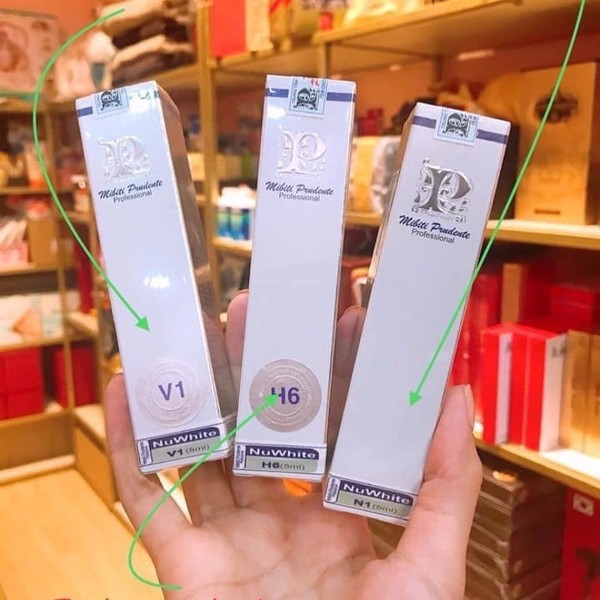 P
Mibiti Prudente
Professional
V1
NuWhite
V1 (5ml)
P
Mibiti Prudente
Professional
H6
NuWhite
H6 (5ml)
P
Mibiti Prudente
Professional
NuWhite
N1 (5ml)